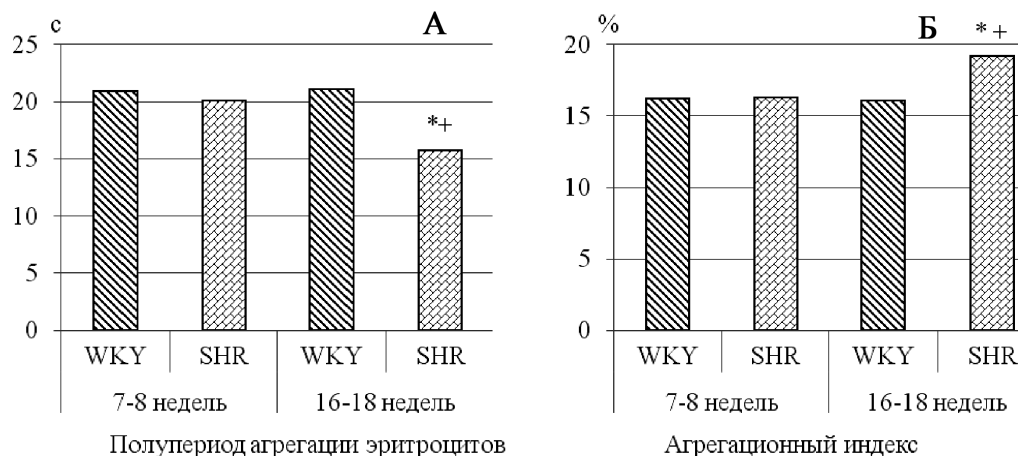 с
А
25
20
15
10
5
0
*+
WKY
SHR
WKY
SHR
7-8 недель
16-18 недель
Полупериод агрегации эритроцитов
%
Б
* +
20
15
10
5
0
WKY
SHR
WKY
SHR
7-8 недель
16-18 недель
Агрегационный индекс